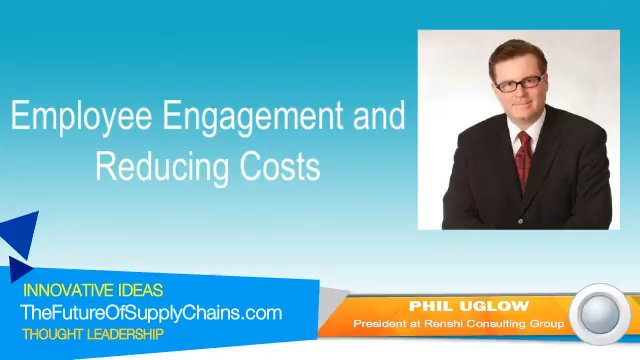 Employee Engagement and
Reducing Costs
INNOVATIVE IDEAS
TheFutureOfSupplyChains.com
THOUGHT LEADERSHIP
PHIL UGLOW
President at Renshi Consulting Group